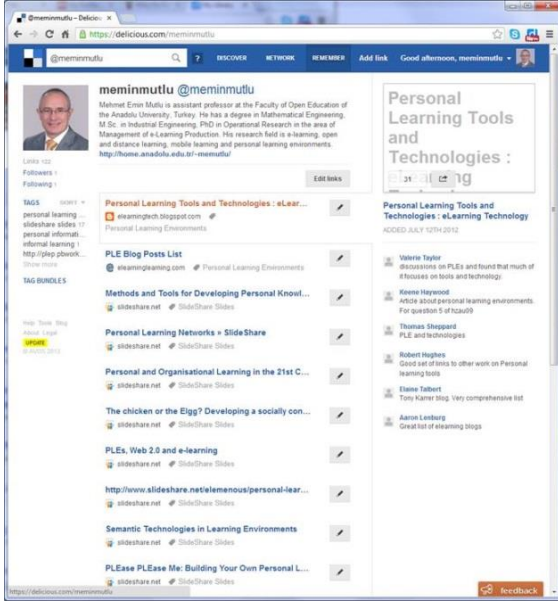 @meminmutlu – Delicio
https://delicious.com/meminmutlu
@meminmutlu
?
DISCOVER
NETWORK
REMEMBER
Add link
Good afternoon, meminmutlu
meminmutlu @meminmutlu
Mehmet Emin Mutlu is assistant professor at the Faculty of Open Education of
the Anadolu University, Turkey. He has a degree in Mathematical Engineering,
M.Sc. in Industrial Engineering, PhD in Operational Research in the area of
Management of e-Learning Production. His research field is e-learning, open
and distance learning, mobile learning and personal learning environments.
http://home.anadolu.edu.tr/~memutlu/
Links 122
Followers 1
Following 1
Edit links
TAGS
personal learning ...
slideshare slides 17
personal informati...
informal learning 1
http://plep.pbwork...
Show more
TAG BUNDLES
Help Tools Blog
About Legal
UPDATE
Personal Learning Tools and Technologies : eLear...
elearningtech.blogspot.com
Personal Learning Environments
PLE Blog Posts List
elearninglearning.com Personal Learning Environments
Methods and Tools for Developing Personal Knowl...
slideshare.net SlideShare Slides
Personal Learning Networks » SlideShare
slideshare.net SlideShare Slides
Personal and Organisational Learning in the 21st C...
slideshare.net SlideShare Slides
The chicken or the Eigg? Developing a socially con...
slideshare.net SlideShare Slides
PLEs, Web 2.0 and e-learning
slideshare.net SlideShare Slides
http://www.slideshare.net/elemenous/personal-lear...
slideshare.net SlideShare Slides
Semantic Technologies in Learning Environments
slideshare.net SlideShare Slides
PLEase PLEase Me: Building Your Own Personal L...
slideshare.net SlideShare Slides
Personal
Learning Tools
and
Technologies :
31
Personal Learning Tools and
Technologies : eLearning Technology
ADDED JULY 12TH 2012
Valerie Taylor
discussions on PLEs and found that much of
it focuses on tools and technology
Keene Haywood
Article about personal learning environments.
For question 5 of hzau09
Thomas Sheppard
PLE and technologies
Robert Hughes
Good set of links to other work on Personal
learning tools
Elaine Talbert
Tony Karrer blog. Very comprehensive list
Aaron Lenburg
Great list of elearning blogs
https://delicious.com/meminmutlu
feedback